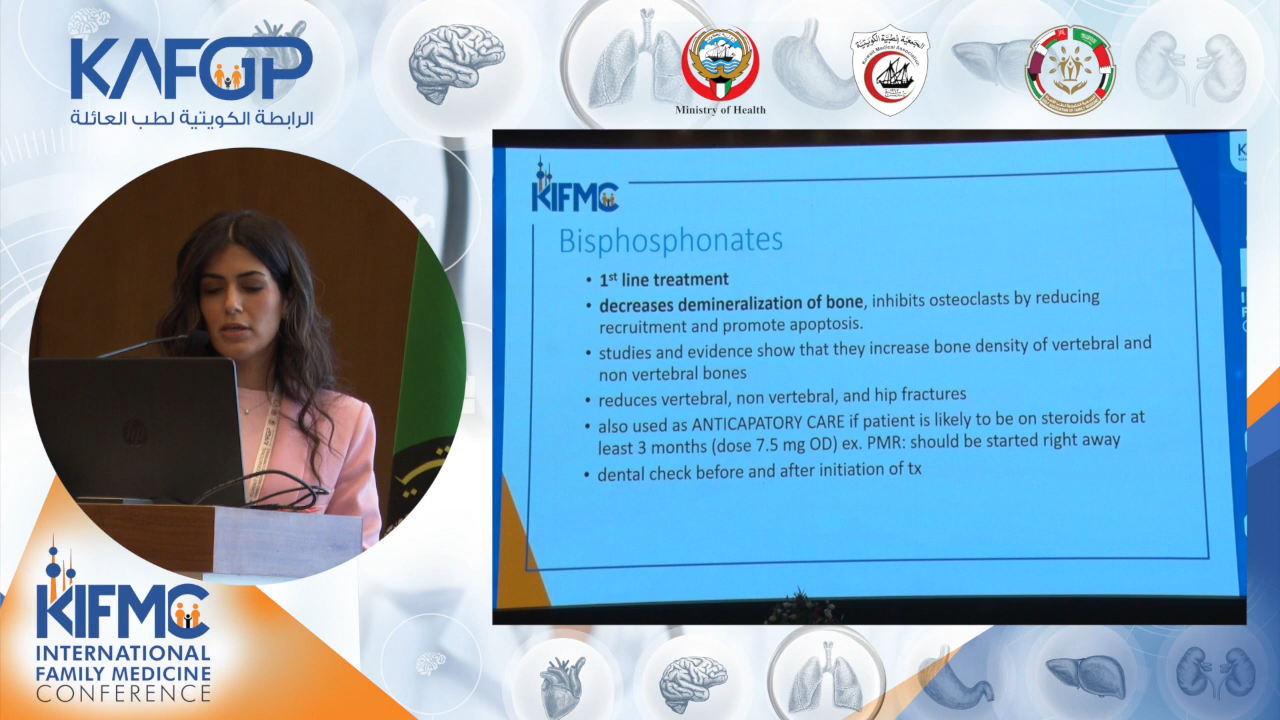 KAFGP
الرابطة الكويتية لطب العائلة
Ministry of Health
KIFMC
Bisphosphonates
• 1st line treatment
• decreases demineralization of bone, inhibits osteoclasts by reducing
recruitment and promote apoptosis.
• studies and evidence show that they increase bone density of vertebral and
non vertebral bones
• reduces vertebral, non vertebral, and hip fractures
• also used as ANTICAPATORY CARE if patient is likely to be on steroids for at
least 3 months (dose 7.5 mg OD) ex. PMR: should be started right away
• dental check before and after initiation of tx
KIFMC
INTERNATIONAL
FAMILY MEDICINE
CONFERENCE